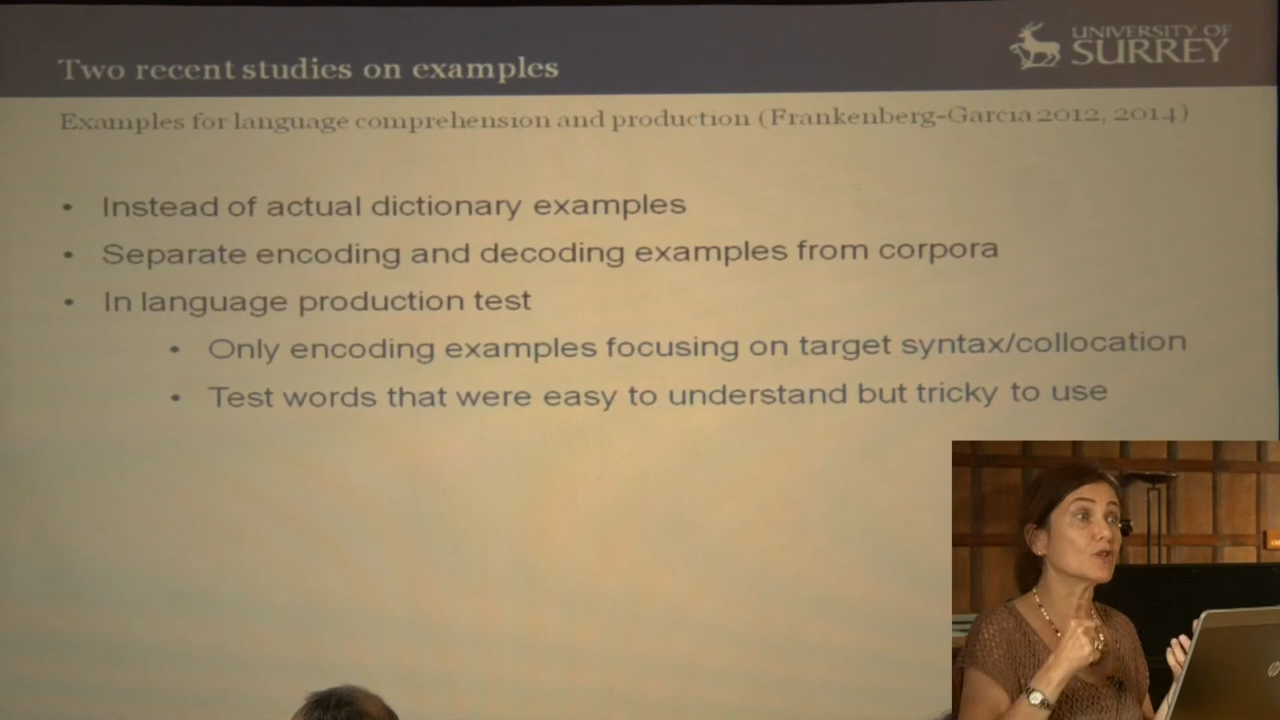 Two recent studies on examples
UNIVERSITY OF
SURREY
Examples for language comprehension and production (Frankenberg-Garcia 2012, 2014)
• Instead of actual dictionary examples
• Separate encoding and decoding examples from corpora
• In language production test
• Only encoding examples focusing on target syntax/collocation
• Test words that were easy to understand but tricky to use